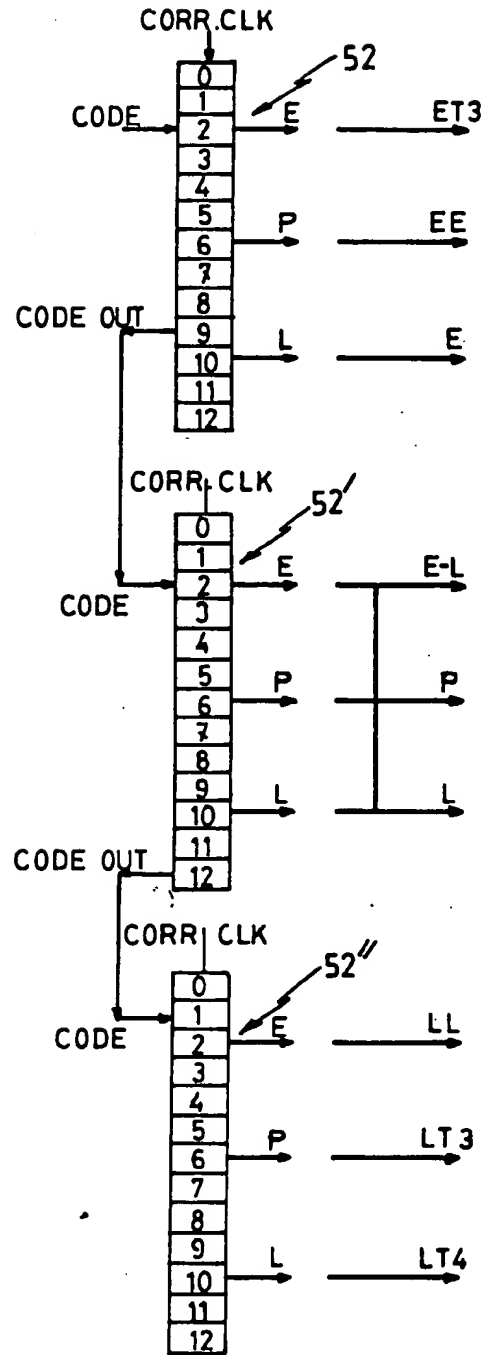 CORR.CLK
52
0
1
CODE 2 E ET3
3
4
5
6 P EE
7
8
CODE OUT 9
10 L E
11
12
CORR. CLK
52'
0
1
CODE 2 E E-L
3
4
5
6 P P
7
8
9
10 L L
11
CODE OUT 12
CORR CLK
52"
0
CODE 1
2 E LL
3
4
5
6 P LT3
7
8
9
10 L LT4
11
12